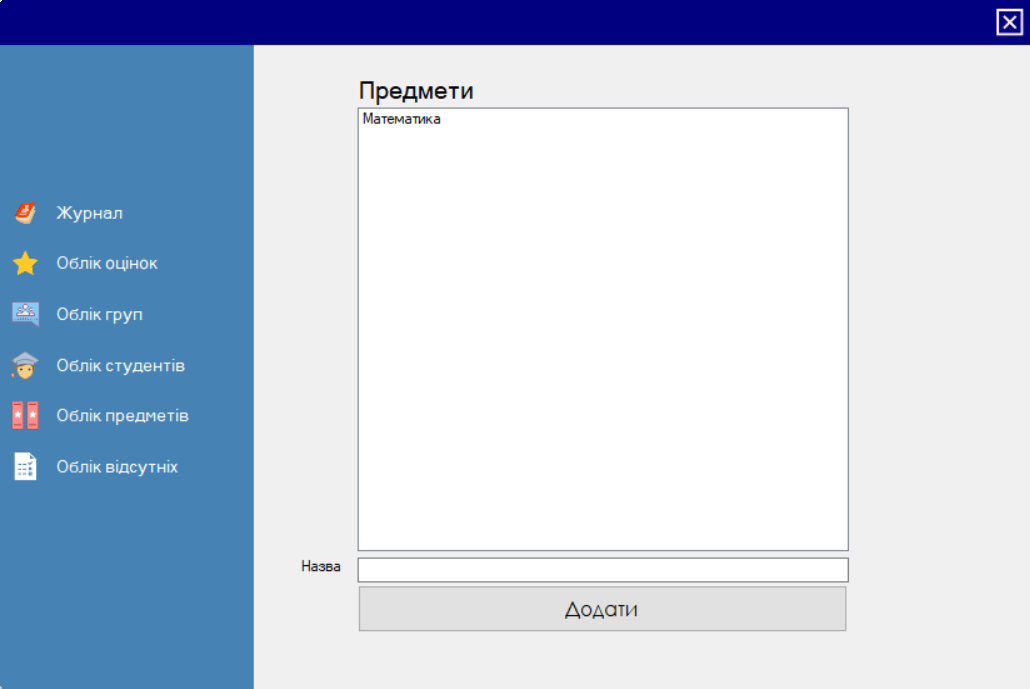 Журнал
Облік оцінок
Облік груп
Облік студентів
Облік предметів
Облік відсутніх
Предмети
Математика
Назва
Додати